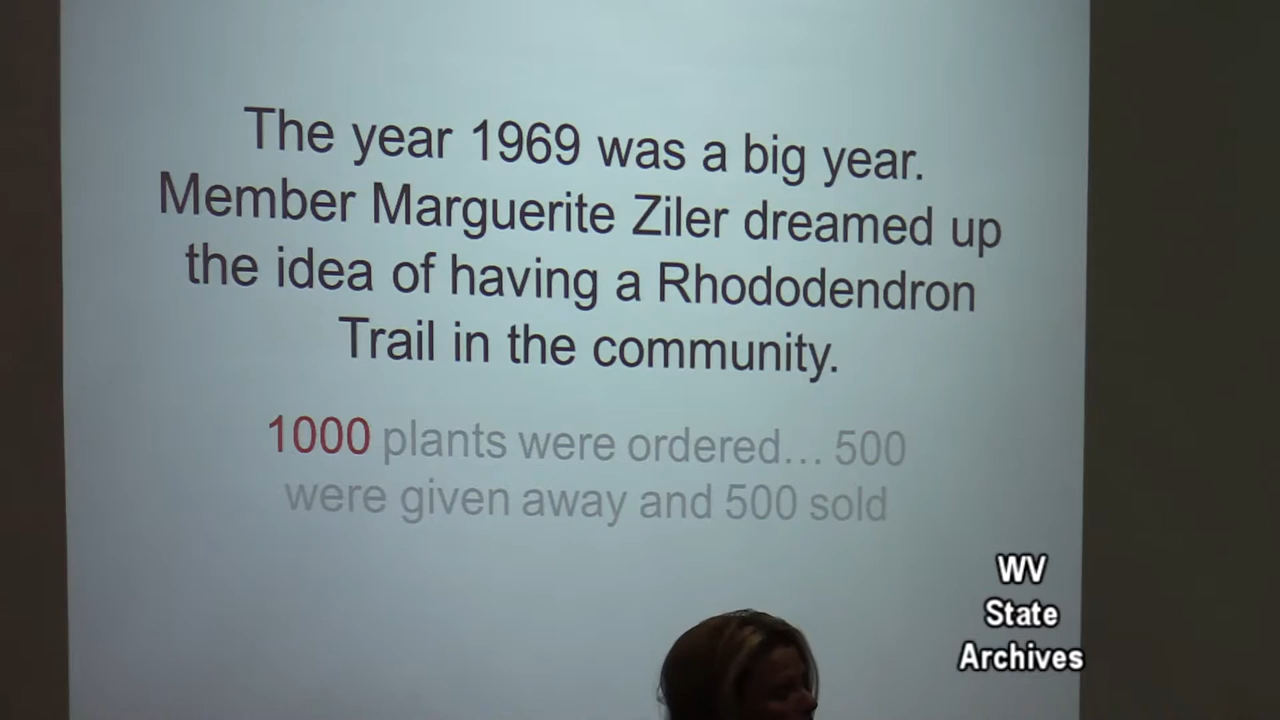 The year 1969 was a big year.
Member Marguerite Ziler dreamed up
the idea of having a Rhododendron
Trail in the community.
1000 plants were ordered... 500
were given away and 500 sold
WV
State
Archives